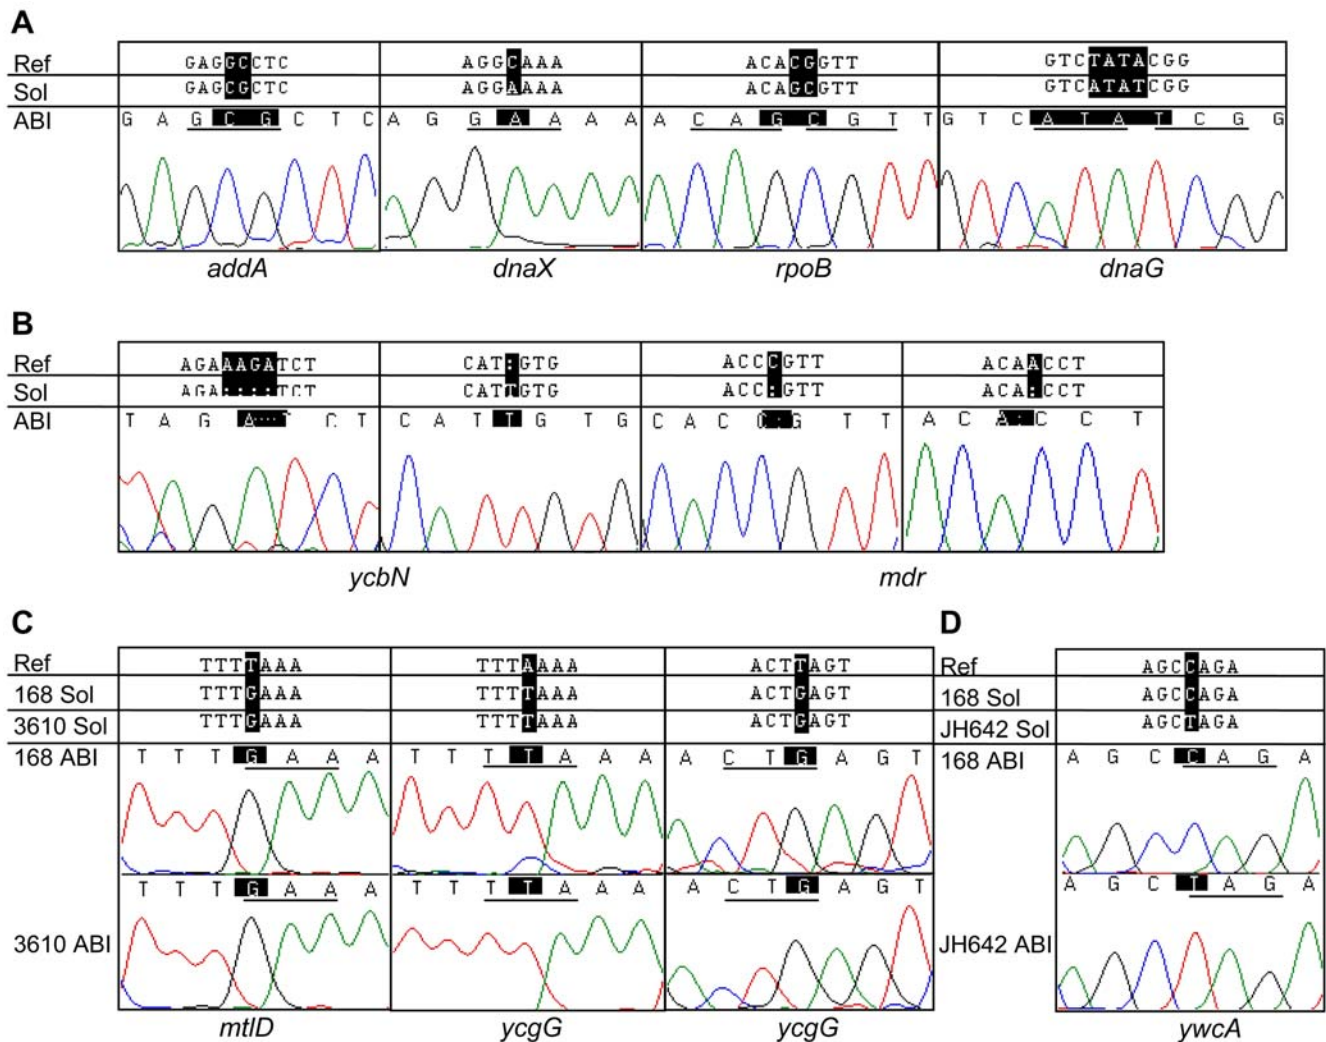 A
Ref GAGGCCTC AGGCAAA ACACGGTT GTCTATACGG
Sol GAGCGCTC AGGAAAA ACAGCGTT GTCATATCGG
ABI G A G C G C T C A G G A A A A A C A G C G T T G T C A T A T C G G
addA dnaX rpoB dnaG
B
Ref AGAAAGATCT CAT:GTG ACCCGTT ACAACCT
Sol AGA::::TCT CATTGTG ACC:GTT ACA:CCT
ABI T A G A ··· T C T C A T T G T G C A C C · G T T A C A · C C T
ycbN mdr
C
Ref TTTTAAA TTTAAAA ACTTAGT
168 Sol TTTGAAA TTTTAAA ACTGAGT
3610 Sol TTTGAAA TTTTAAA ACTGAGT
168 ABI T T T G A A A T T T T A A A A C T G A G T
3610 ABI T T T G A A A T T T T A A A A C T G A G T
mtlD ycgG ycgG
D
Ref AGCCAGA
168 Sol AGCCAGA
JH642 Sol AGCTAGA
168 ABI A G C C A G A
JH642 ABI A G C T A G A
ywcA